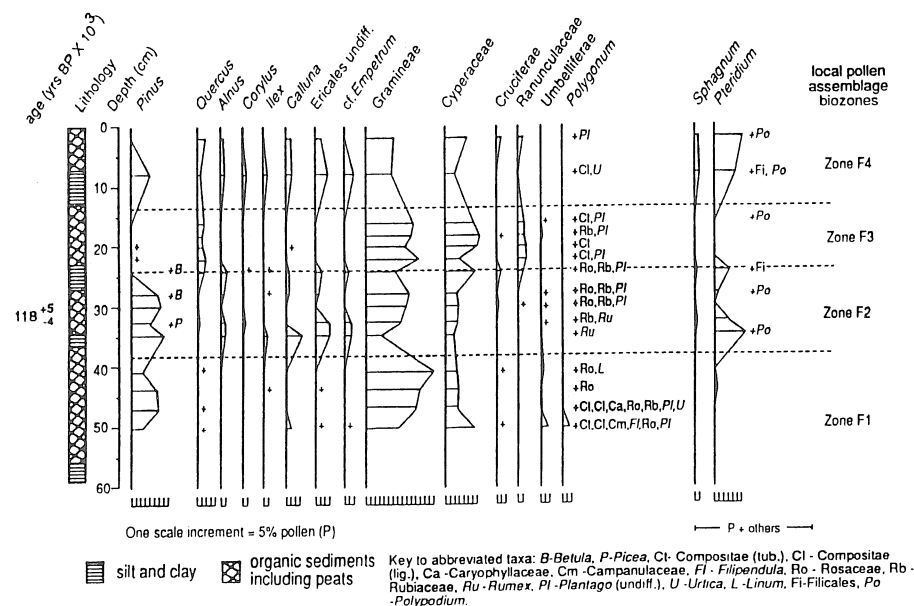 age (yrs BP X 10³)
Lithology
Depth (cm)
Pinus
Quercus
Alnus
Corylus
Ilex
Calluna
Ericales undiff.
cf. Empetrum
Gramineae
Cyperaceae
Cruciferae
Ranunculaceae
Umbelliferae
Polygonum
Sphagnum
Pteridium
local pollen
assemblage
biozones
0
10
20
30
40
50
60
118 +5
-4
+B
+B
+P
+Pl
+Cl,U
+Ct,Pl
+Rb,Pl
+Ct
+Cl,Pl
+Ro,Rb,Pl
+Ro,Rb,Pl
+Ro,Rb,Pl
+Rb,Ru
+Ru
+Ro,L
+Ro
+Cl,Cl,Ca,Ro,Rb,Pl,U
+Cl,Cl,Cm,Fl,Ro,Pl
+Po
+Fi, Po
+Po
+Fi
+Po
+Po
Zone F4
Zone F3
Zone F2
Zone F1
One scale increment = 5% pollen (P)
P + others
silt and clay
organic sediments
including peats
Key to abbreviated taxa: B-Betula, P-Picea, Ct- Compositae (tub.), Cl - Compositae
(lig.), Ca -Caryophyllaceae, Cm -Campanulaceae, Fl - Filipendula, Ro - Rosaceae, Rb -
Rubiaceae, Ru - Rumex, Pl -Plantago (undiff.), U -Urtica, L -Linum, Fi-Filicales, Po
-Polypodium.